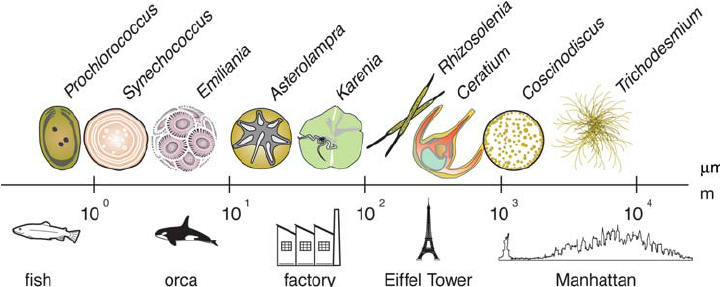 Prochlorococcus
Synechococcus
Emiliania
Asterolampra
Karenia
Rhizosolenia
Ceratium
Coscinodiscus
Trichodesmium
μm
m
10⁰ 10¹ 10² 10³ 10⁴
fish orca factory Eiffel Tower Manhattan